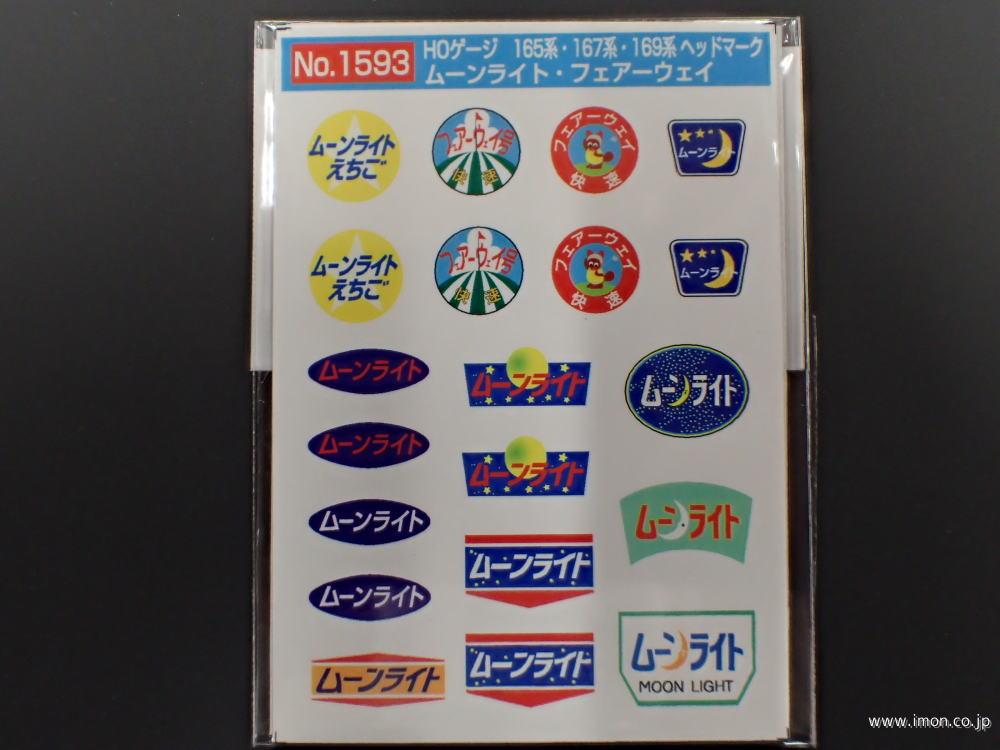 No.1593
HOゲージ 165系・167系・169系ヘッドマーク
ムーンライト・フェアーウェイ
ムーンライト
えちご
フェアーウェイ号
快速
フェアーウェイ
快速
ムーンライト
ムーンライト
えちご
フェアーウェイ号
快速
フェアーウェイ
快速
ムーンライト
ムーンライト
ムーンライト
ムーンライト
ムーンライト
ムーンライト
ムーンライト
ムーンライト
ムーンライト
ムーンライト
ムーンライト
ムーンライト
ムーンライト
MOON LIGHT
www.imon.co.jp